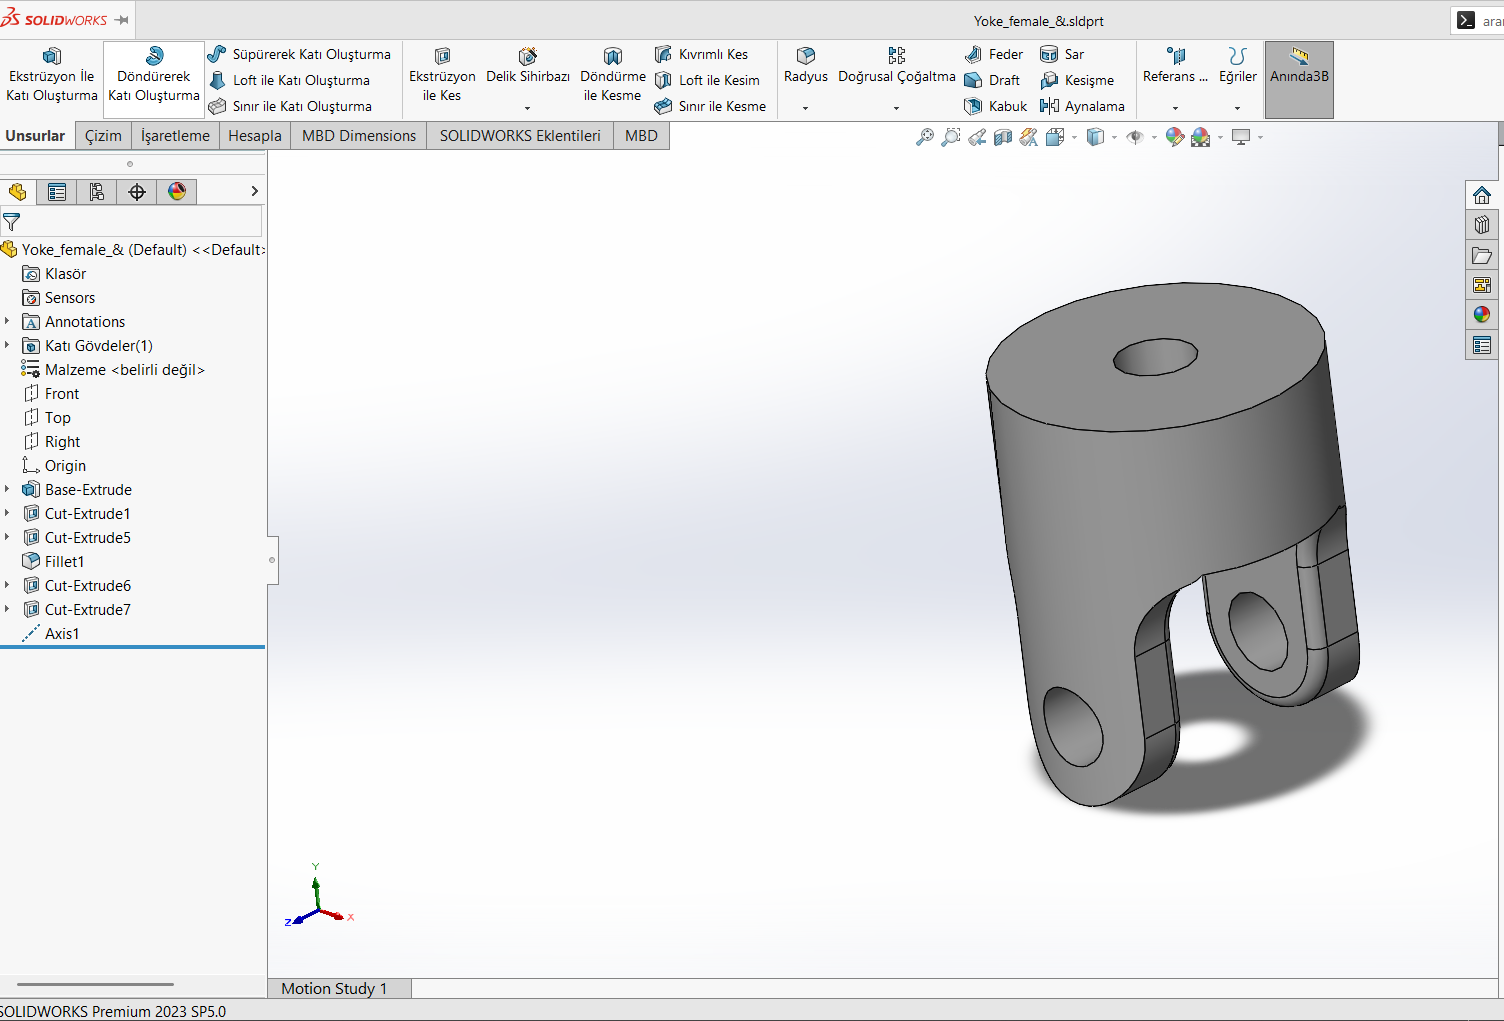 SOLIDWORKS
Yoke_female_&.sldprt
Ekstrüzyon İle
Katı Oluşturma
Döndürerek
Katı Oluşturma
Süpürerek Katı Oluşturma
Loft ile Katı Oluşturma
Sınır ile Katı Oluşturma
Ekstrüzyon
ile Kes
Delik Sihirbazı
Döndürme
ile Kesme
Kıvrımlı Kes
Loft ile Kesim
Sınır ile Kesme
Radyus
Doğrusal Çoğaltma
Feder
Draft
Kabuk
Sar
Kesişme
Aynalama
Referans ...
Eğriler
Anında3B
Unsurlar
Çizim
İşaretleme
Hesapla
MBD Dimensions
SOLIDWORKS Eklentileri
MBD
Yoke_female_& (Default) <<Default>
Klasör
Sensors
Annotations
Katı Gövdeler(1)
Malzeme <belirli değil>
Front
Top
Right
Origin
Base-Extrude
Cut-Extrude1
Cut-Extrude5
Fillet1
Cut-Extrude6
Cut-Extrude7
Axis1
Y
Z
X
Motion Study 1
SOLIDWORKS Premium 2023 SP5.0